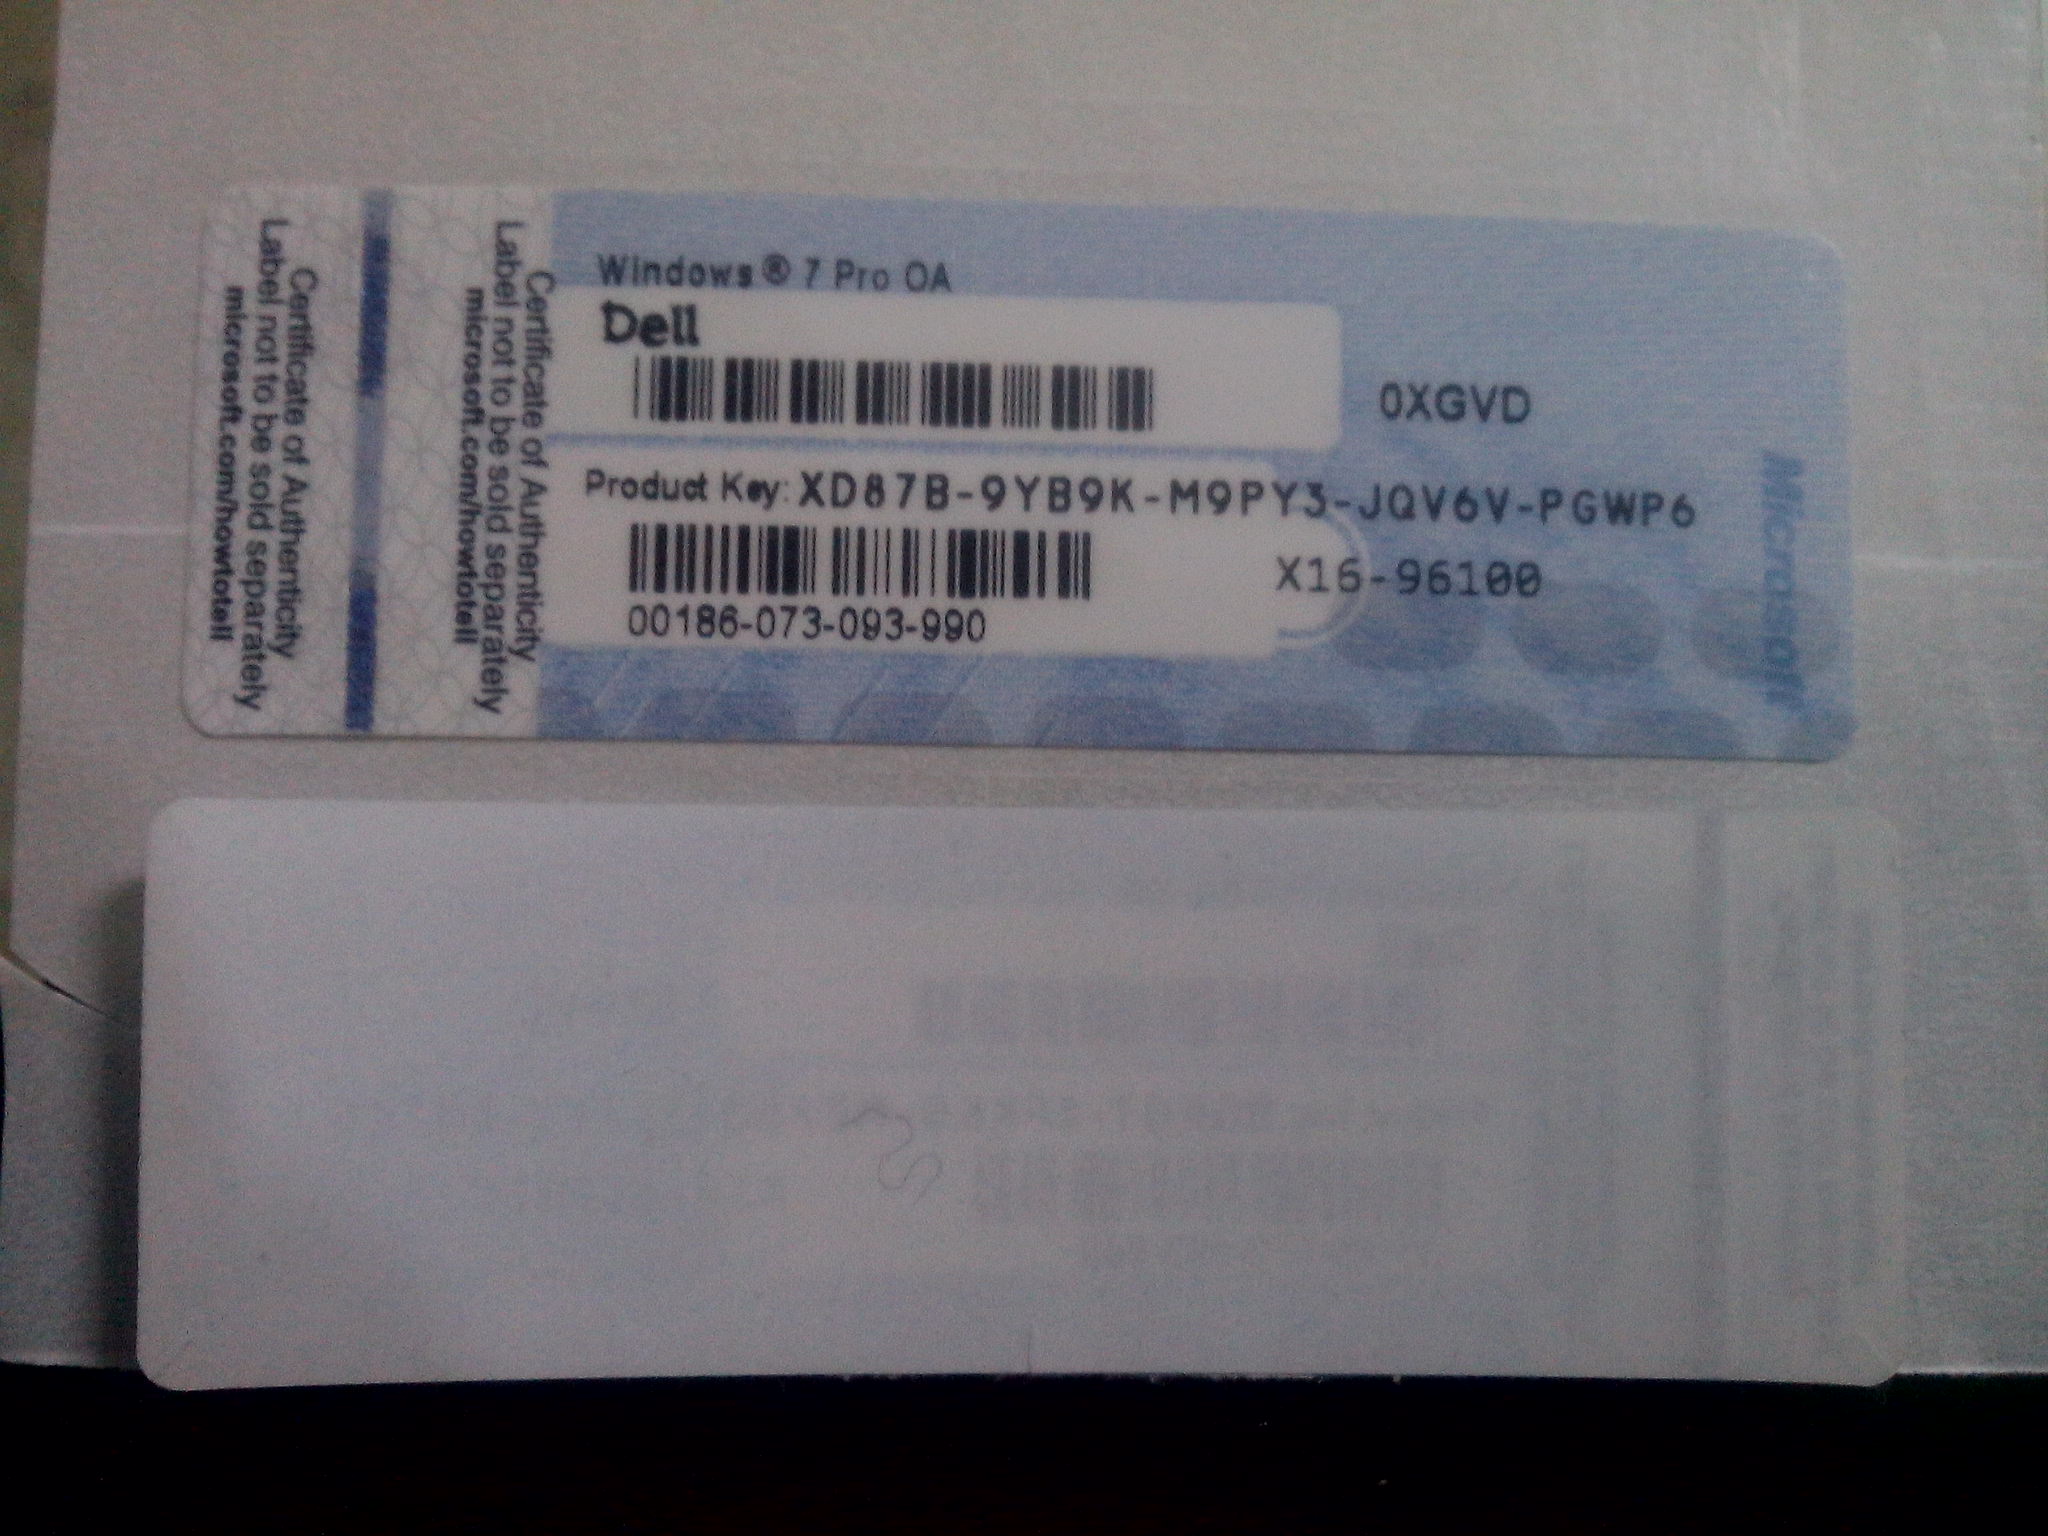 Certificate of Authenticity
Label not to be sold separately
microsoft.com/howtotell
Certificate of Authenticity
Label not to be sold separately
microsoft.com/howtotell
Windows® 7 Pro OA
Dell
0XGVD
Product Key: XD87B-9YB9K-M9PY3-JQV6V-PGWP6
X16-96100
00186-073-093-990
Microsoft